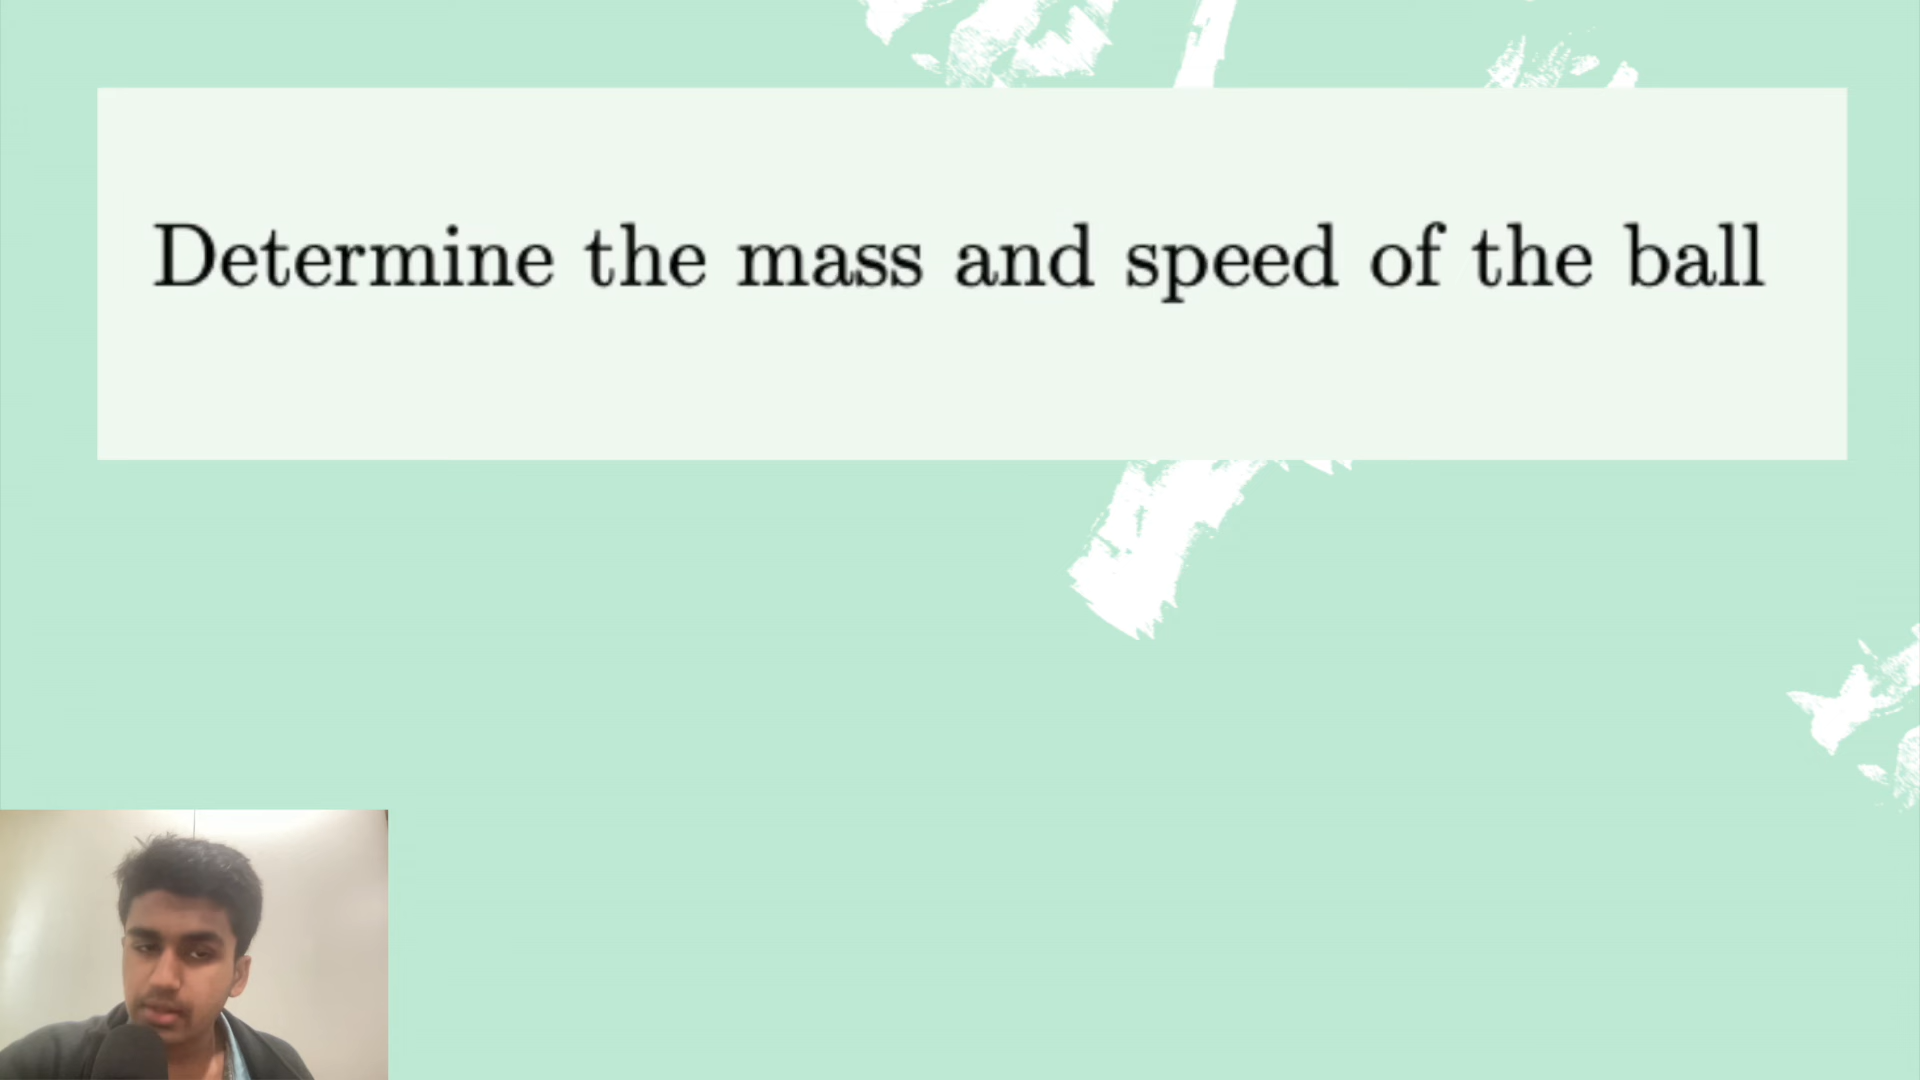 Determine the mass and speed of the ball